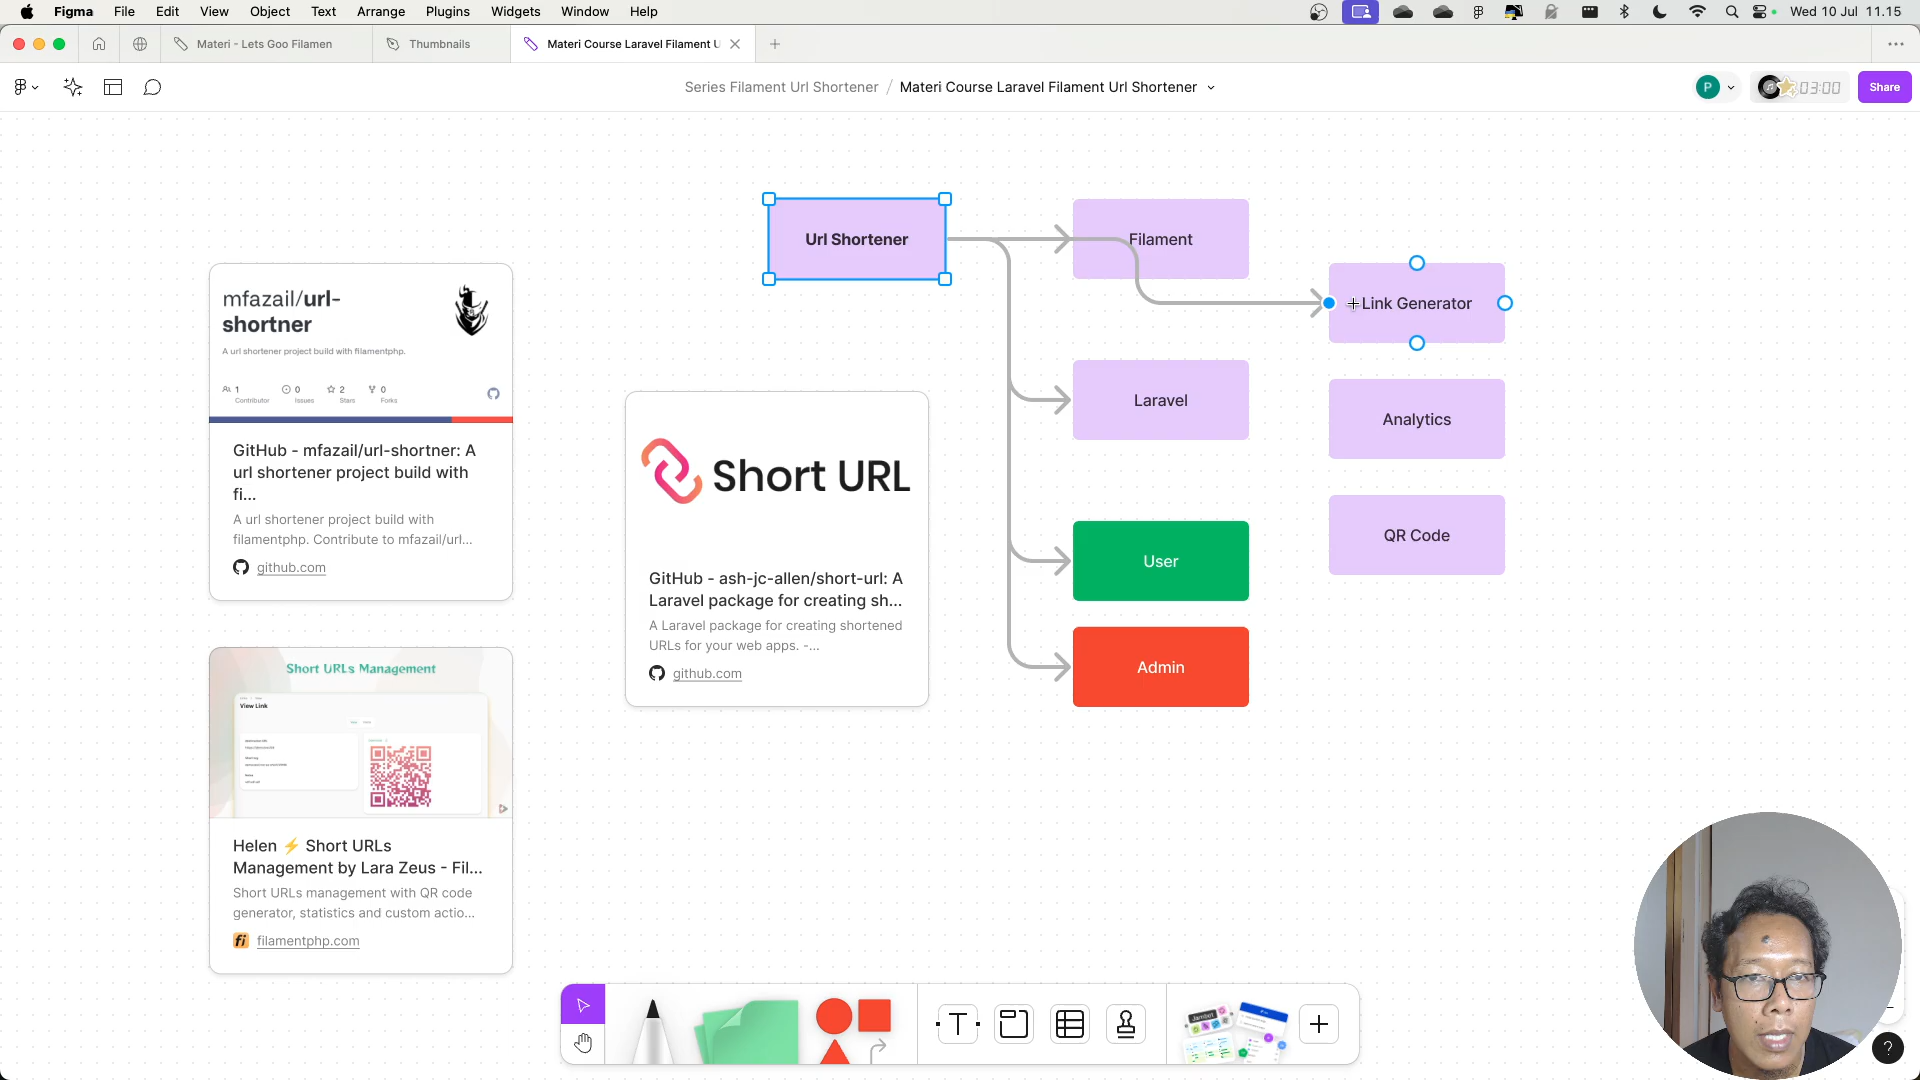 Figma File Edit View Object Text Arrange Plugins Widgets Window Help
Wed 10 Jul 11.15
Materi - Lets Goo Filamen
Thumbnails
Materi Course Laravel Filament U
Series Filament Url Shortener / Materi Course Laravel Filament Url Shortener
P
03:00
Share
Url Shortener
Filament
Link Generator
Laravel
Analytics
QR Code
User
Admin
mfazail/url-
shortner
A url shortener project build with filamentphp.
1
Contributor
0
Issues
2
Stars
0
Forks
GitHub - mfazail/url-shortner: A
url shortener project build with
fi...
A url shortener project build with
filamentphp. Contribute to mfazail/url...
github.com
Short URL
GitHub - ash-jc-allen/short-url: A
Laravel package for creating sh...
A Laravel package for creating shortened
URLs for your web apps. -...
github.com
Short URLs Management
View Link
Helen ⚡ Short URLs
Management by Lara Zeus - Fil...
Short URLs management with QR code
generator, statistics and custom actio...
fi
filamentphp.com
T
Jambot
?